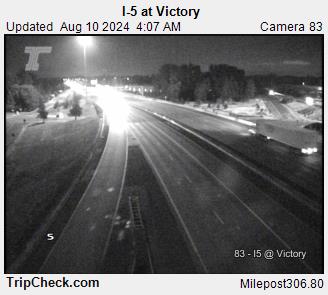 I-5 at Victory
Updated Aug 10 2024 4:07 AM Camera 83
T
S
83 - I5 @ Victory
TripCheck.com Milepost306.80